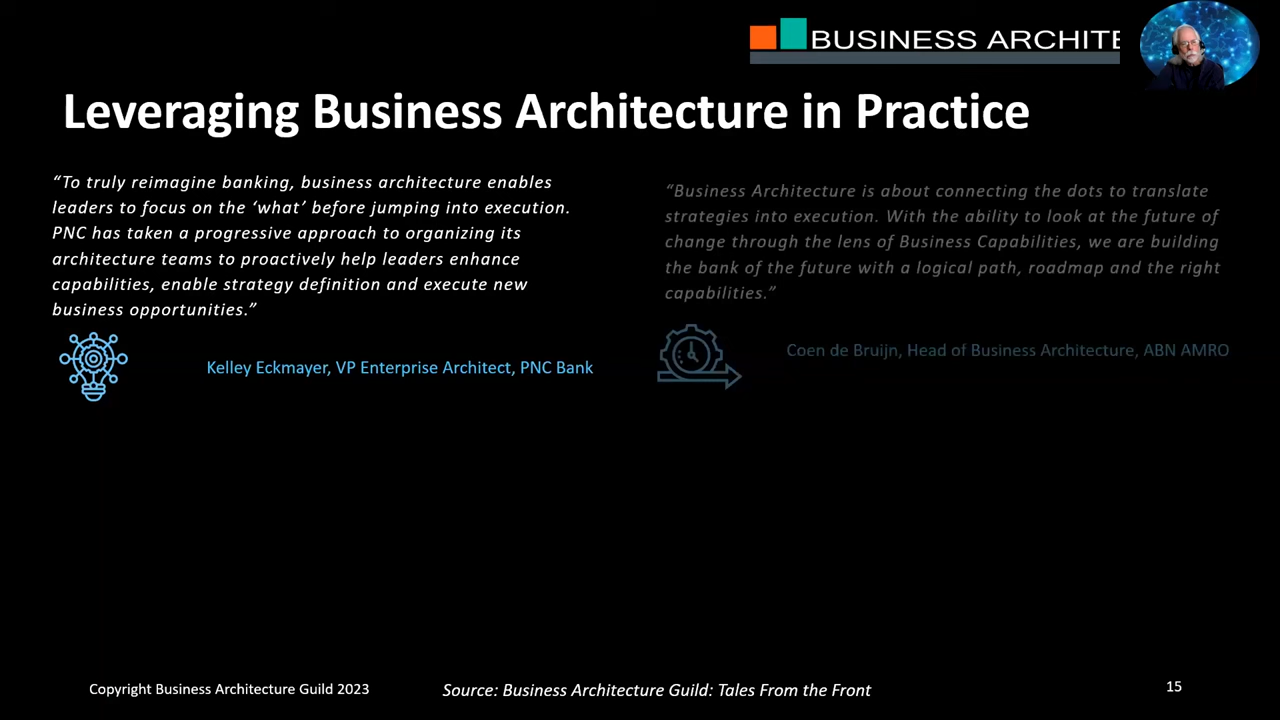 BUSINESS ARCHITE
Leveraging Business Architecture in Practice
“To truly reimagine banking, business architecture enables
leaders to focus on the ‘what’ before jumping into execution.
PNC has taken a progressive approach to organizing its
architecture teams to proactively help leaders enhance
capabilities, enable strategy definition and execute new
business opportunities.”
Kelley Eckmayer, VP Enterprise Architect, PNC Bank
“Business Architecture is about connecting the dots to translate
strategies into execution. With the ability to look at the future of
change through the lens of Business Capabilities, we are building
the bank of the future with a logical path, roadmap and the right
capabilities.”
Coen de Bruijn, Head of Business Architecture, ABN AMRO
Copyright Business Architecture Guild 2023
Source: Business Architecture Guild: Tales From the Front
15